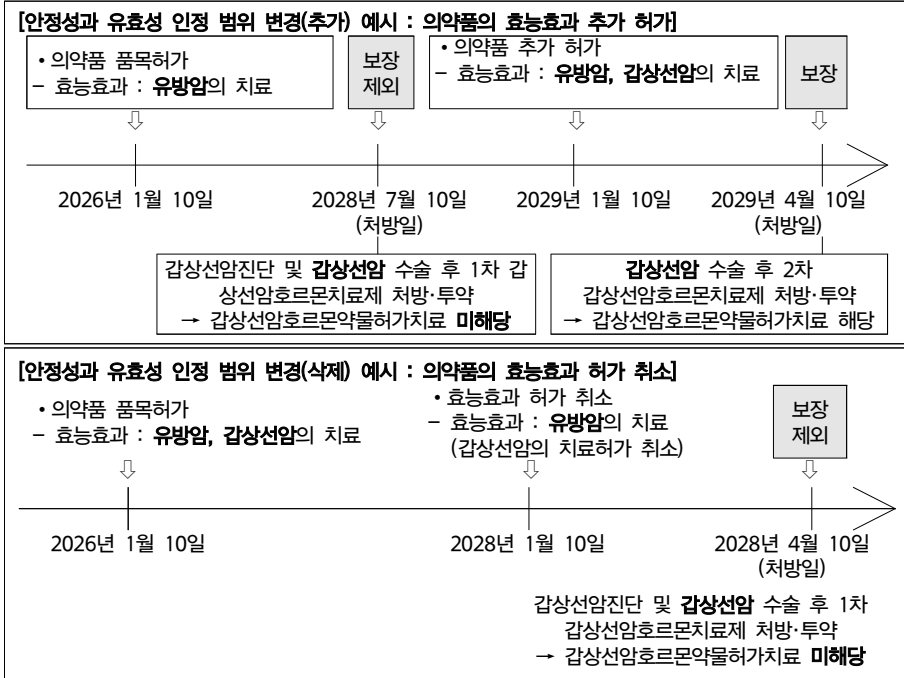 [안정성과 유효성 인정 범위 변경(추가) 예시 : 의약품의 효능효과 추가 허가]
• 의약품 품목허가
- 효능효과 : 유방암의 치료
보장
제외
• 의약품 추가 허가
- 효능효과 : 유방암, 갑상선암의 치료
보장
2026년 1월 10일
2028년 7월 10일
(처방일)
2029년 1월 10일
2029년 4월 10일
(처방일)
갑상선암진단 및 갑상선암 수술 후 1차 갑
상선암호르몬치료제 처방·투약
→ 갑상선암호르몬약물허가치료 미해당
갑상선암 수술 후 2차
갑상선암호르몬치료제 처방·투약
→ 갑상선암호르몬약물허가치료 해당
[안정성과 유효성 인정 범위 변경(삭제) 예시 : 의약품의 효능효과 허가 취소]
• 의약품 품목허가
- 효능효과 : 유방암, 갑상선암의 치료
• 효능효과 허가 취소
- 효능효과 : 유방암의 치료
(갑상선암의 치료허가 취소)
보장
제외
2026년 1월 10일
2028년 1월 10일
2028년 4월 10일
(처방일)
갑상선암진단 및 갑상선암 수술 후 1차
갑상선암호르몬치료제 처방·투약
→ 갑상선암호르몬약물허가치료 미해당